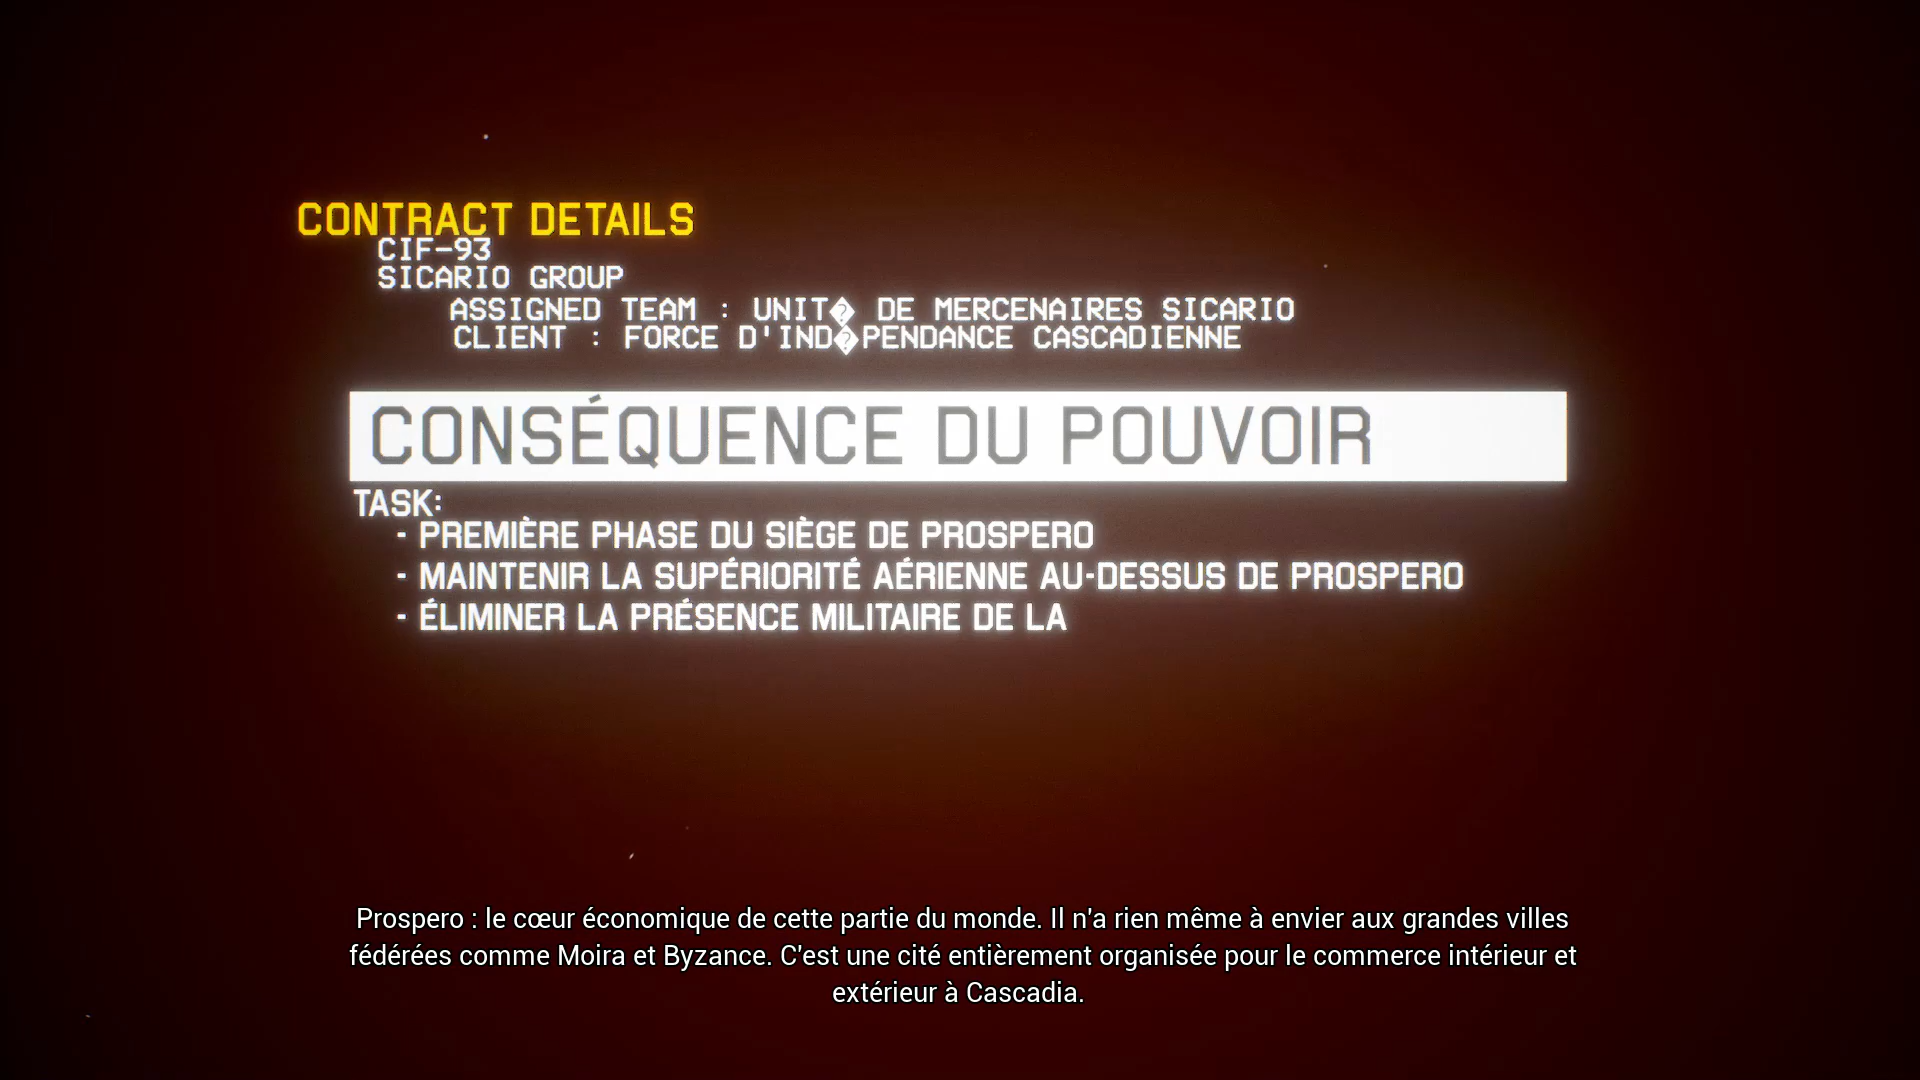 CONTRACT DETAILS
CIF-93
SICARIO GROUP
ASSIGNED TEAM : UNIT� DE MERCENAIRES SICARIO
CLIENT : FORCE D'IND�PENDANCE CASCADIENNE
CONSÉQUENCE DU POUVOIR
TASK:
- PREMIÈRE PHASE DU SIÈGE DE PROSPERO
- MAINTENIR LA SUPÉRIORITÉ AÉRIENNE AU-DESSUS DE PROSPERO
- ÉLIMINER LA PRÉSENCE MILITAIRE DE LA
Prospero : le cœur économique de cette partie du monde. Il n'a rien même à envier aux grandes villes
fédérées comme Moira et Byzance. C'est une cité entièrement organisée pour le commerce intérieur et
extérieur à Cascadia.